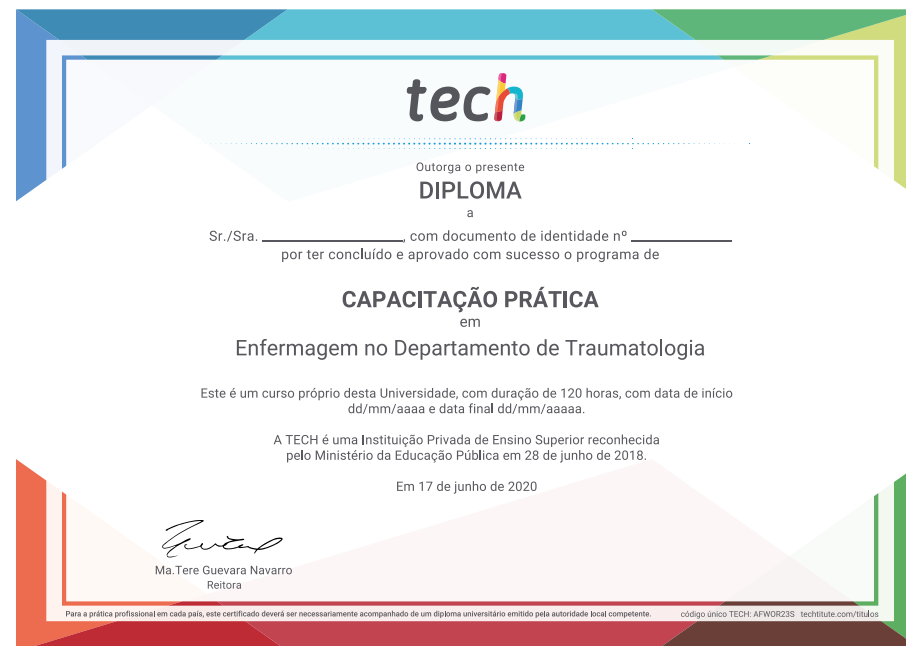 tech
Outorga o presente
DIPLOMA
a
Sr./Sra. ____________________, com documento de identidade nº ______________
por ter concluído e aprovado com sucesso o programa de
CAPACITAÇÃO PRÁTICA
em
Enfermagem no Departamento de Traumatologia
Este é um curso próprio desta Universidade, com duração de 120 horas, com data de início
dd/mm/aaaa e data final dd/mm/aaaaa.
A TECH é uma Instituição Privada de Ensino Superior reconhecida
pelo Ministério da Educação Pública em 28 de junho de 2018.
Em 17 de junho de 2020
Ma.Tere Guevara Navarro
Reitora
Para a prática profissional em cada país, este certificado deverá ser necessariamente acompanhado de um diploma universitário emitido pela autoridade local competente. código único TECH: AFWOR23S techtitute.com/titulos